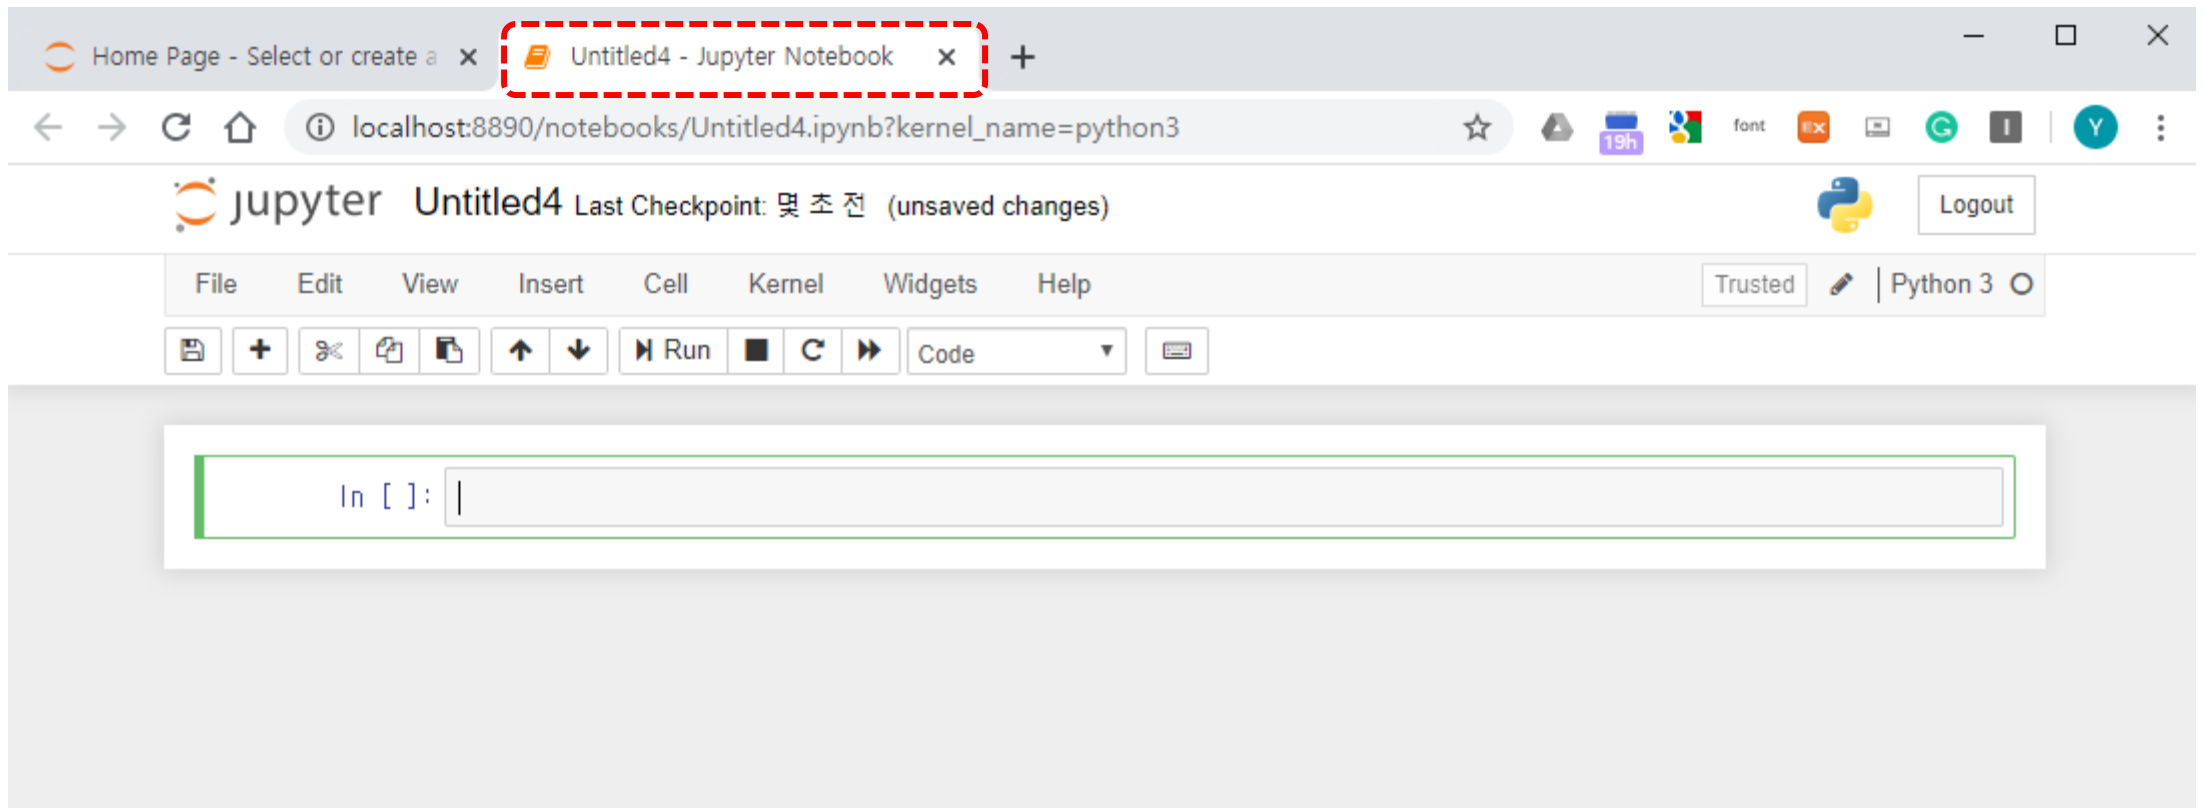 Home Page - Select or create a
Untitled4 - Jupyter Notebook
localhost:8890/notebooks/Untitled4.ipynb?kernel_name=python3
19h
font
Ex
G
I
Y
jupyter Untitled4 Last Checkpoint: 몇 초 전 (unsaved changes)
Logout
File Edit View Insert Cell Kernel Widgets Help
Trusted
Python 3
Run
Code
In [ ]: